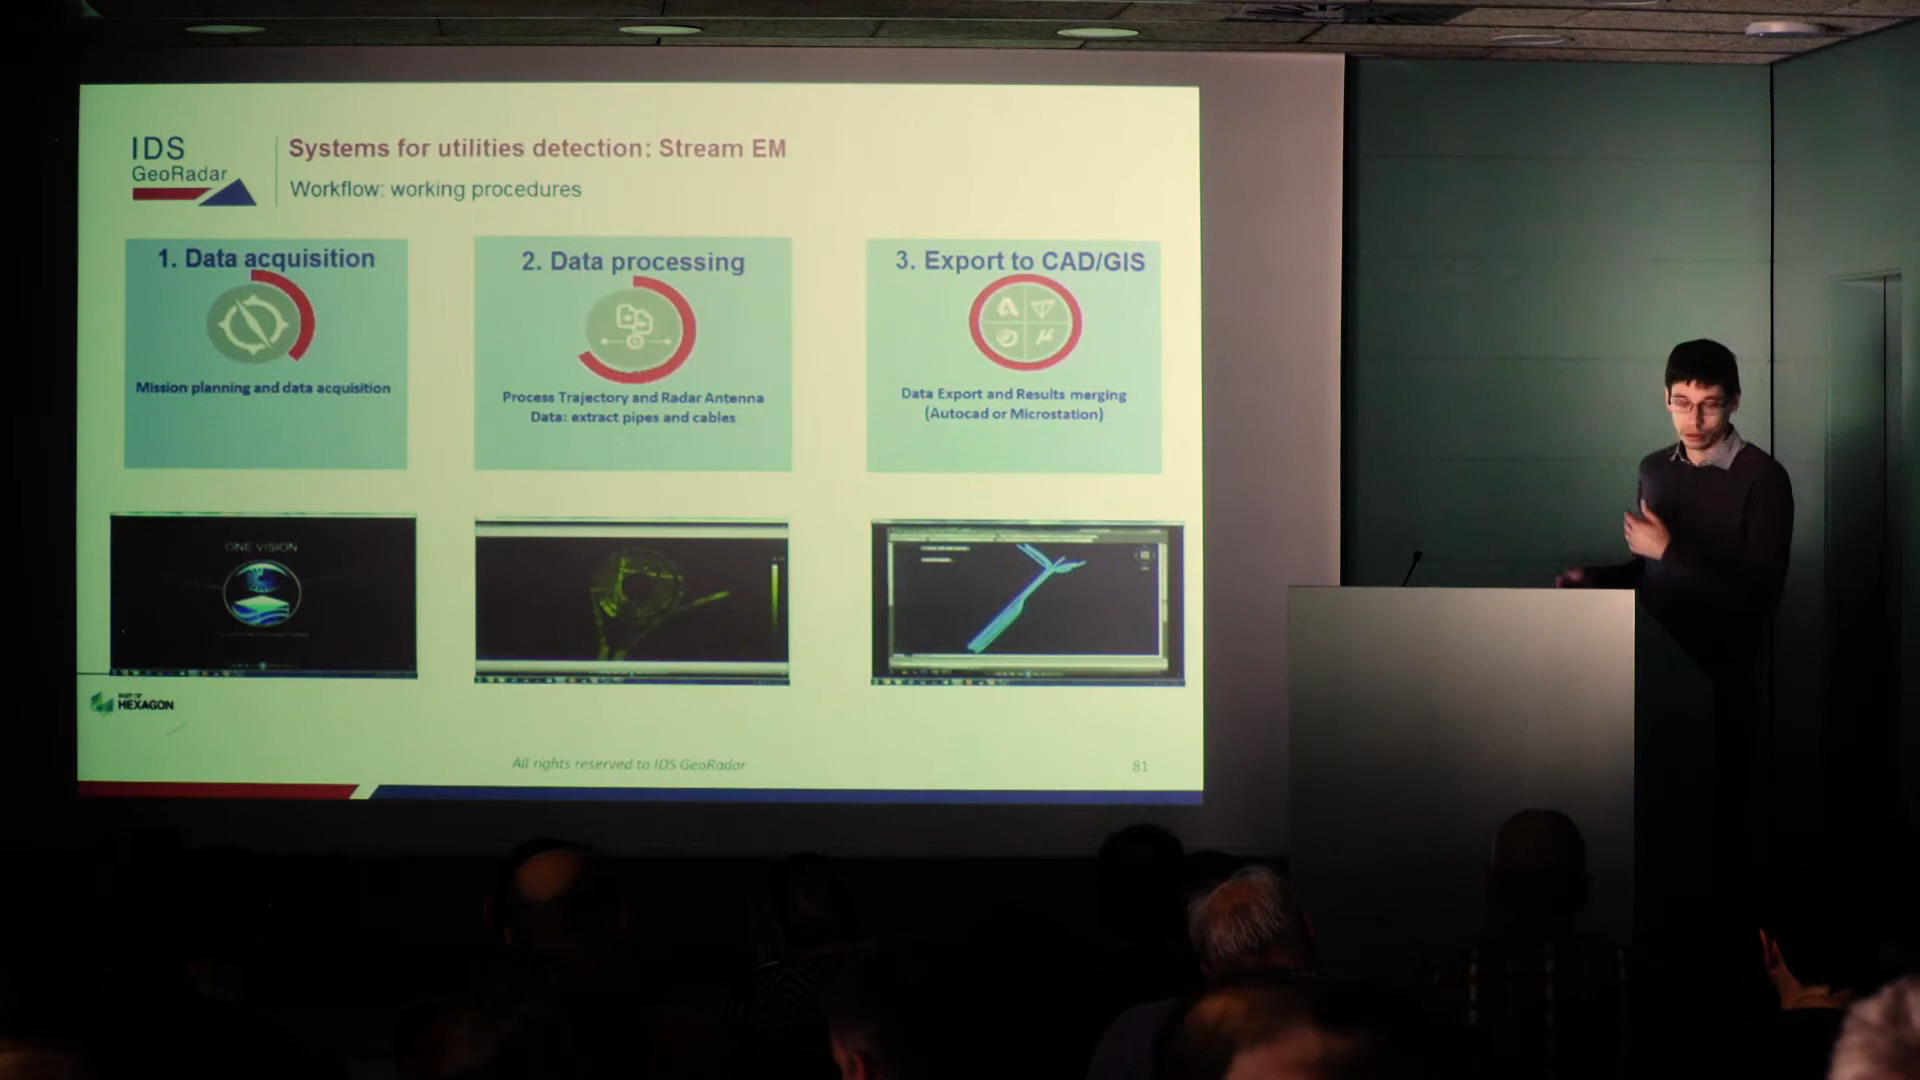 IDS
GeoRadar
Systems for utilities detection: Stream EM
Workflow: working procedures
1. Data acquisition
Mission planning and data acquisition
2. Data processing
Process Trajectory and Radar Antenna
Data: extract pipes and cables
3. Export to CAD/GIS
Data Export and Results merging
(Autocad or Microstation)
ONE VISION
PART OF
HEXAGON
All rights reserved to IDS GeoRadar
81